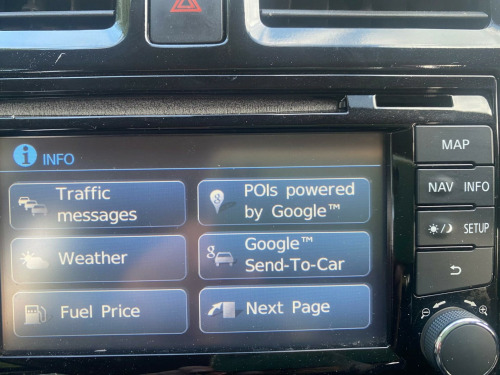 INFO
Traffic
messages
POIs powered
by Google™
Weather
Google™
Send-To-Car
Fuel Price
Next Page
MAP
NAV INFO
SETUP